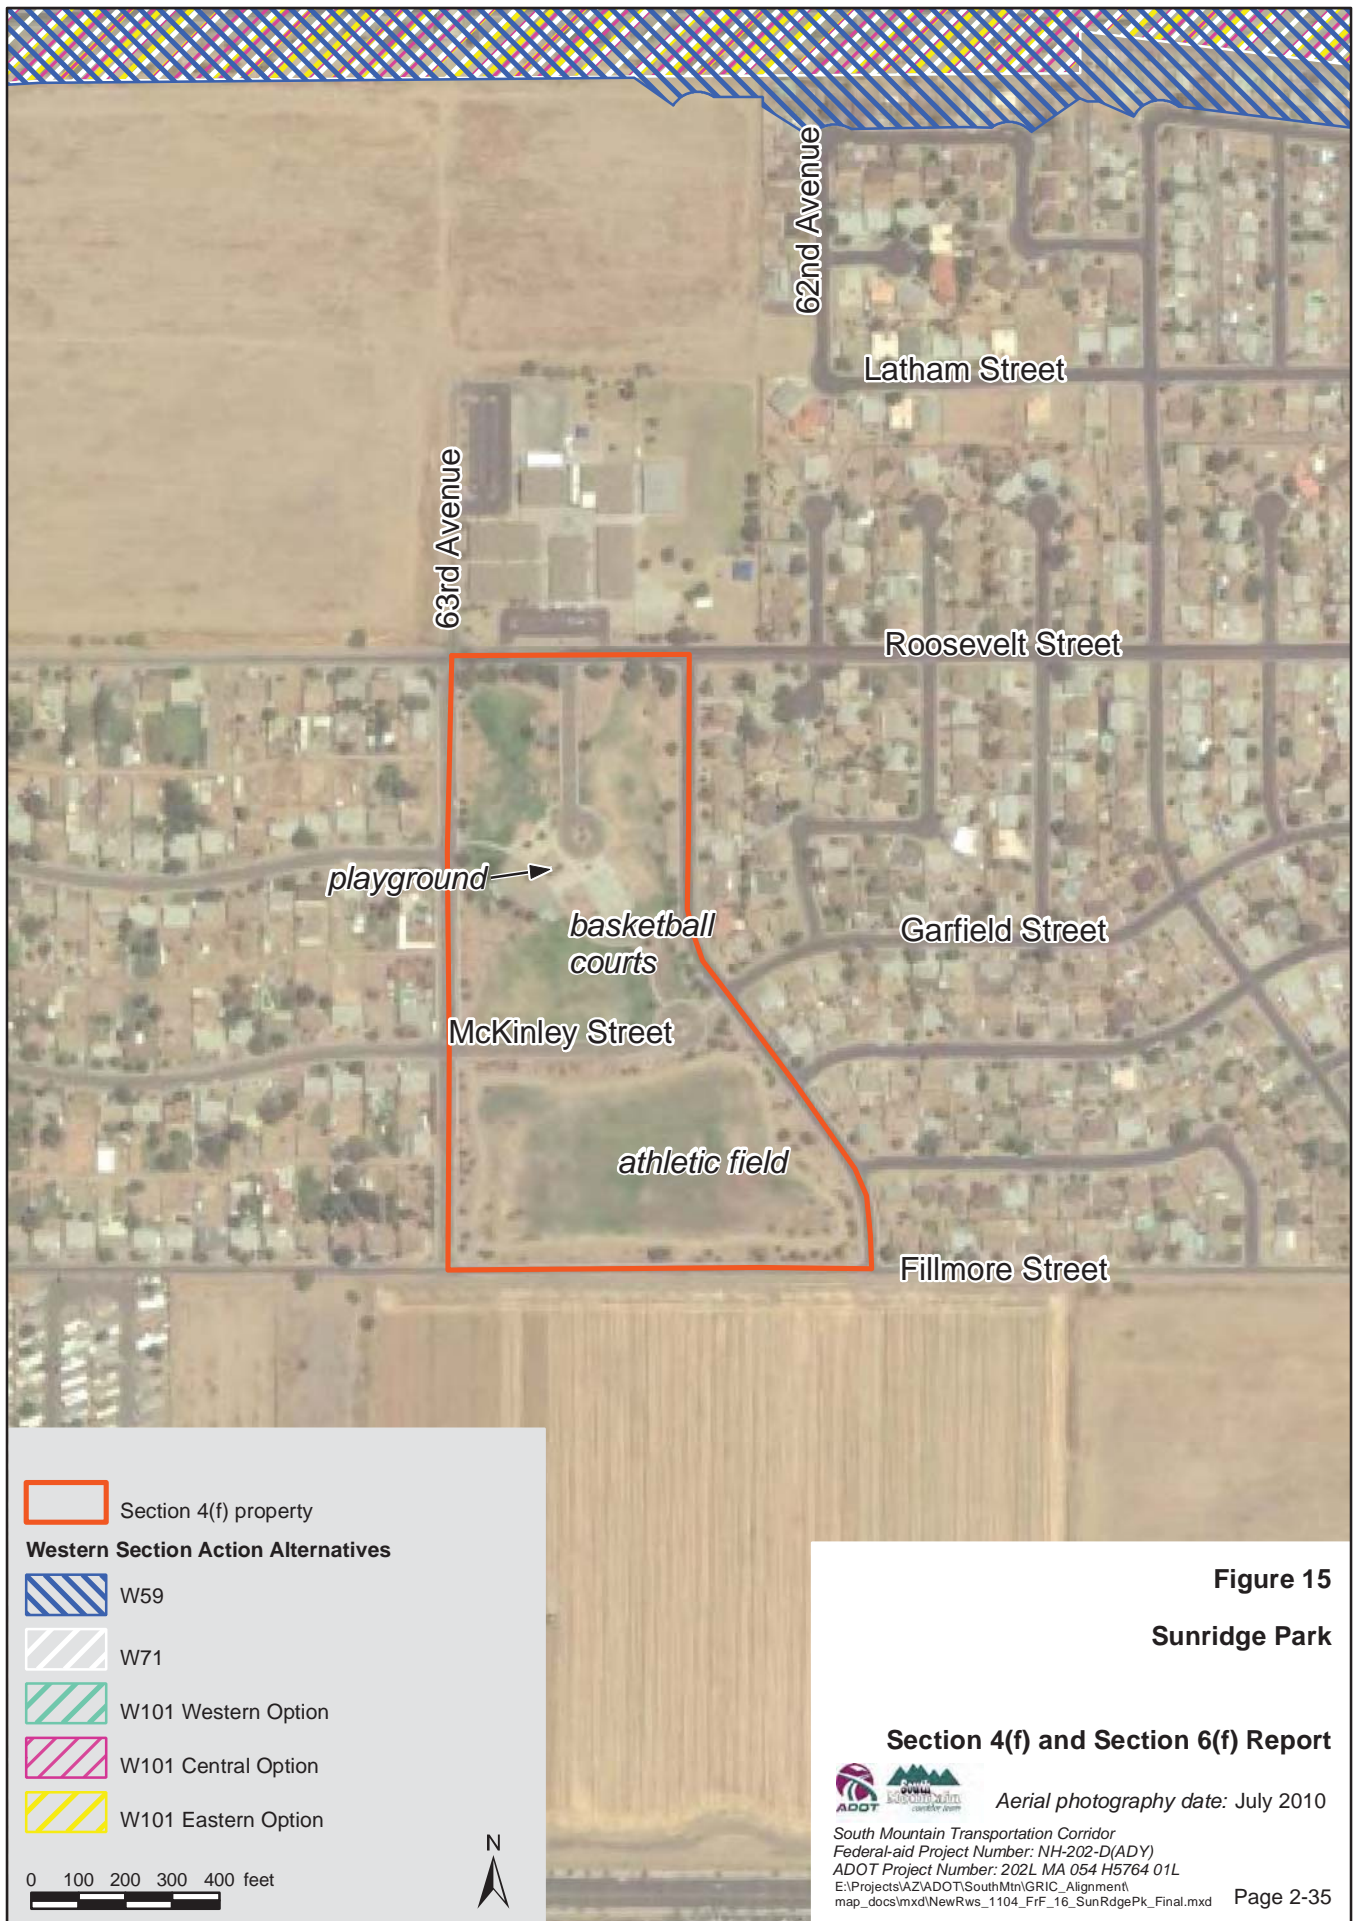 62nd Avenue
Latham Street
63rd Avenue
Roosevelt Street
playground
basketball
courts
Garfield Street
McKinley Street
athletic field
Fillmore Street
Section 4(f) property
Western Section Action Alternatives
W59
W71
W101 Western Option
W101 Central Option
W101 Eastern Option
0 100 200 300 400 feet
N
Figure 15
Sunridge Park
Section 4(f) and Section 6(f) Report
ADOT
South
Mountain
corridor team
Aerial photography date: July 2010
South Mountain Transportation Corridor
Federal-aid Project Number: NH-202-D(ADY)
ADOT Project Number: 202L MA 054 H5764 01L
E:\Projects\AZ\ADOT\SouthMtn\GRIC_Alignment\
map_docs\mxd\NewRws_1104_FrF_16_SunRdgePk_Final.mxd
Page 2-35